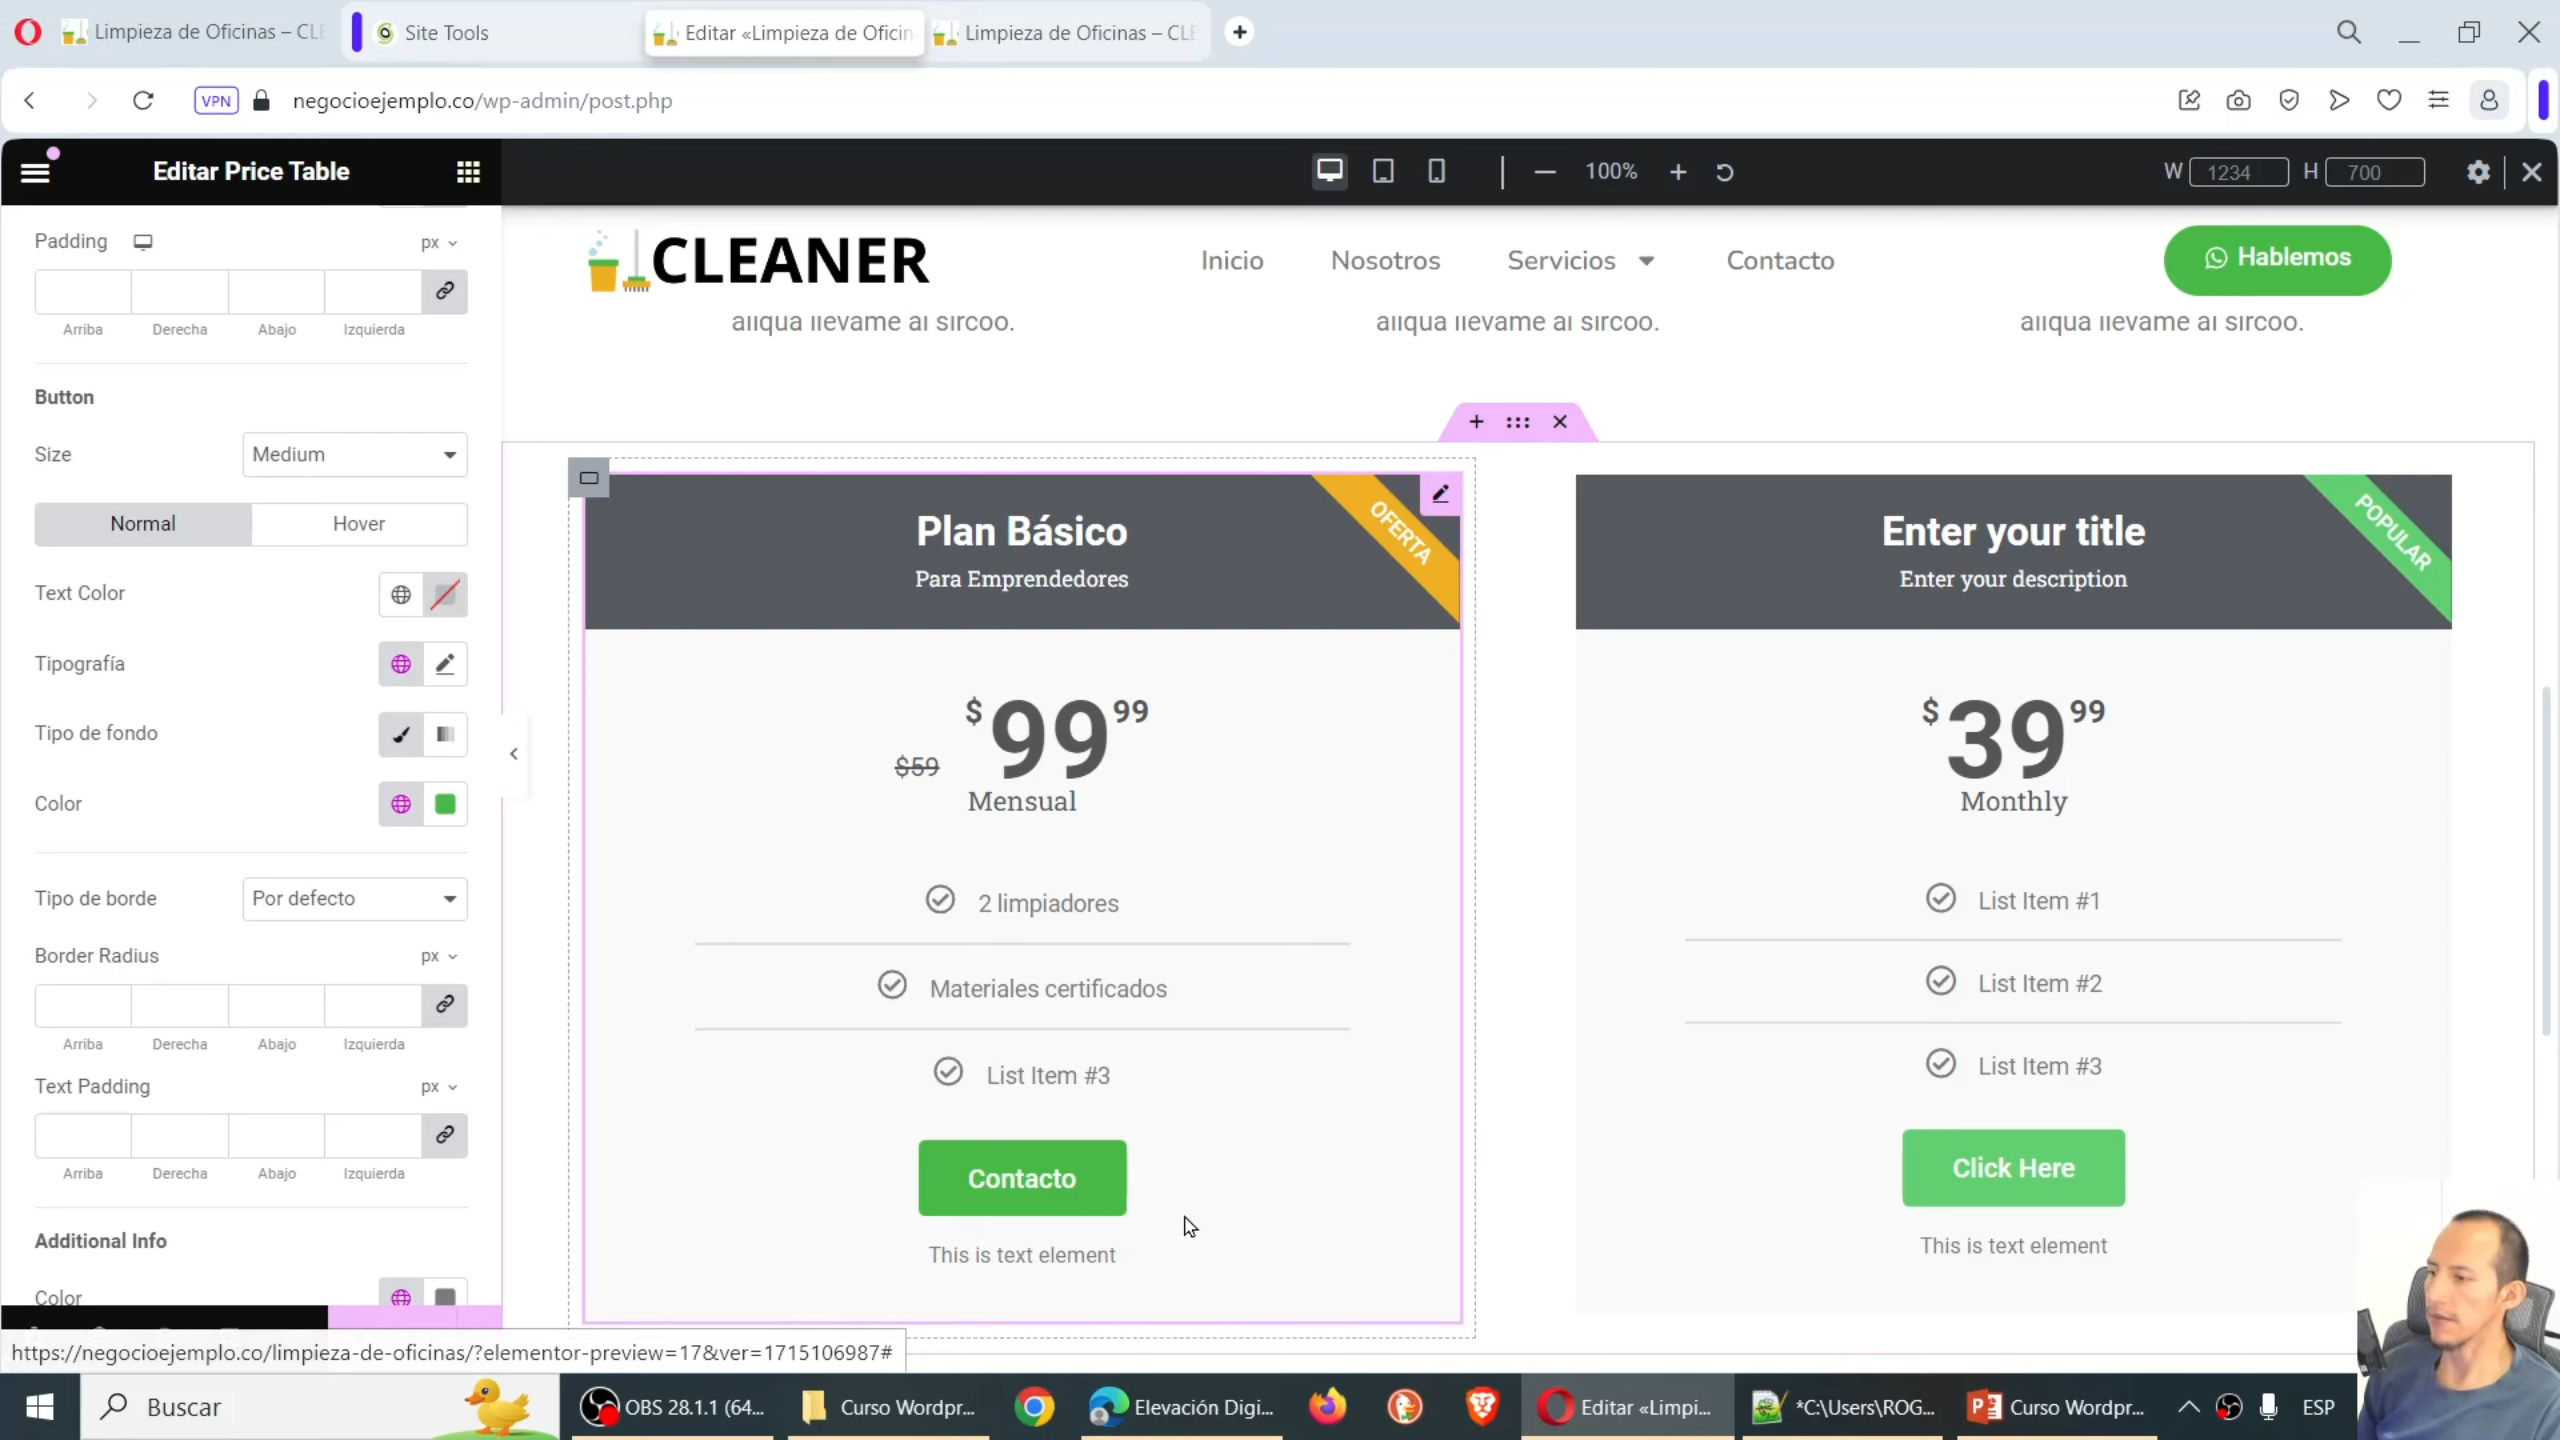 Limpieza de Oficinas – CLE
Site Tools
Editar «Limpieza de Oficin
Limpieza de Oficinas – CLE
VPN
negocioejemplo.co/wp-admin/post.php
Editar Price Table
100%
W 1234 H 700
Padding px
Arriba Derecha Abajo Izquierda
Button
Size Medium
Normal Hover
Text Color
Tipografía
Tipo de fondo
Color
Tipo de borde Por defecto
Border Radius px
Arriba Derecha Abajo Izquierda
Text Padding px
Arriba Derecha Abajo Izquierda
Additional Info
Color
CLEANER
Inicio Nosotros Servicios Contacto
Hablemos
aliqua llevame al sircoo.
aliqua llevame al sircoo.
aliqua llevame al sircoo.
OFERTA
Plan Básico
Para Emprendedores
$59 $99 99
Mensual
2 limpiadores
Materiales certificados
List Item #3
Contacto
This is text element
POPULAR
Enter your title
Enter your description
$39 99
Monthly
List Item #1
List Item #2
List Item #3
Click Here
This is text element
https://negocioejemplo.co/limpieza-de-oficinas/?elementor-preview=17&ver=1715106987#
Buscar
OBS 28.1.1 (64...
Curso Wordpr...
Elevación Digi...
Editar «Limpi...
*C:\Users\ROG...
Curso Wordpr...
ESP